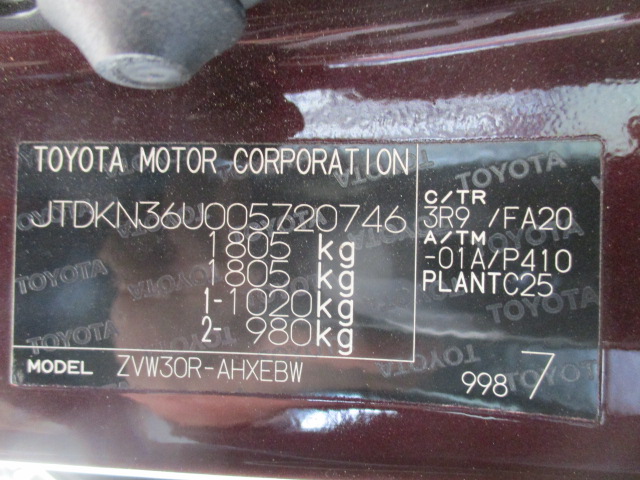 TOYOTA MOTOR CORPORATION
JTDKN36U005720746
1805 kg
1805 kg
1-1020kg
2- 980kg
C/TR
3R9 /FA20
A/TM
-01A/P410
PLANTC25
MODEL ZVW30R-AHXEBW
998 7